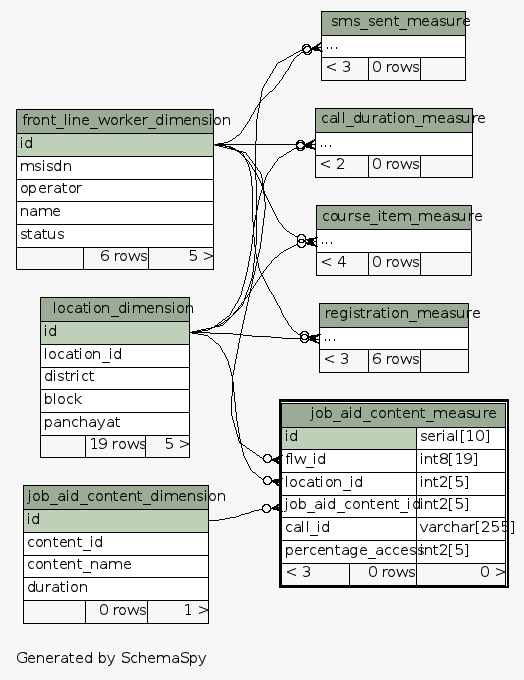 sms_sent_measure
...
< 3 0 rows
front_line_worker_dimension
id
msisdn
operator
name
status
6 rows 5 >
call_duration_measure
...
< 2 0 rows
course_item_measure
...
< 4 0 rows
location_dimension
id
location_id
district
block
panchayat
19 rows 5 >
registration_measure
...
< 3 6 rows
job_aid_content_measure
id serial[10]
flw_id int8[19]
location_id int2[5]
job_aid_content_id int2[5]
call_id varchar[255]
percentage_access int2[5]
< 3 0 rows 0 >
job_aid_content_dimension
id
content_id
content_name
duration
0 rows 1 >
Generated by SchemaSpy